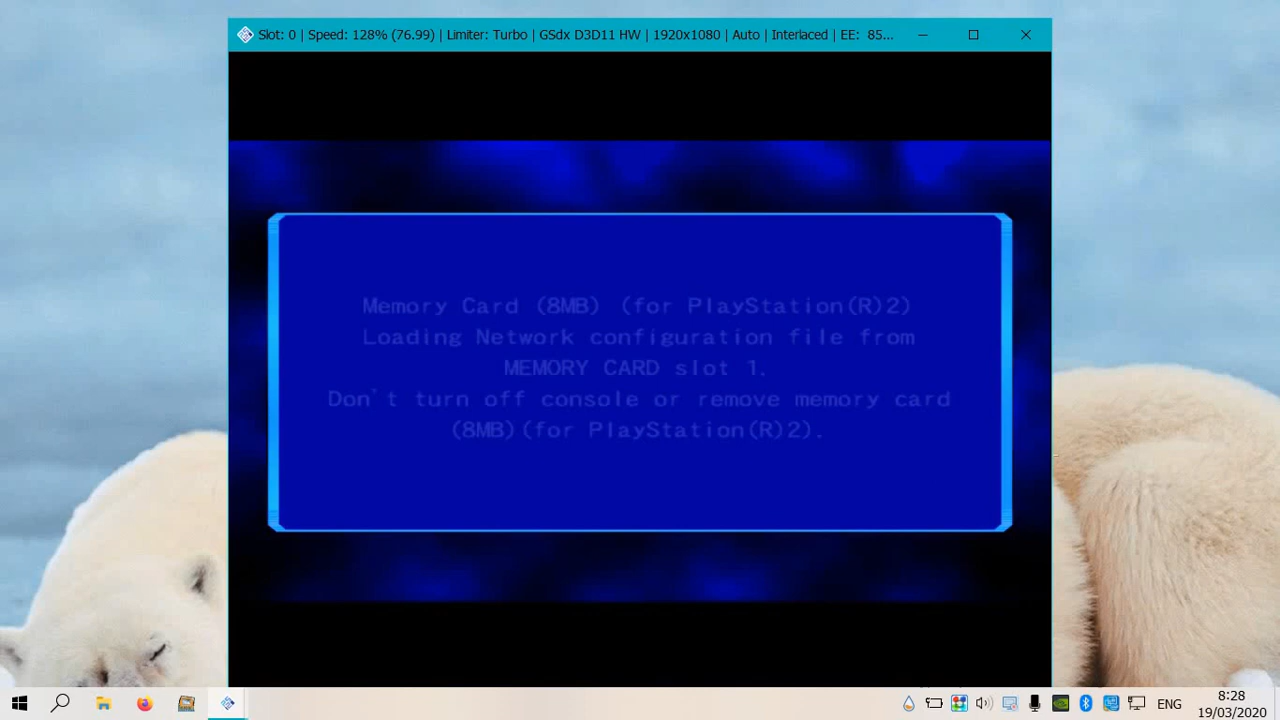 Slot: 0 | Speed: 128% (76.99) | Limiter: Turbo | GSdx D3D11 HW | 1920x1080 | Auto | Interlaced | EE: 85...
Memory Card (8MB) (for PlayStation(R)2)
Loading Network configuration file from
MEMORY CARD slot 1.
Don't turn off console or remove memory card
(8MB)(for PlayStation(R)2).
ENG
8:28
19/03/2020